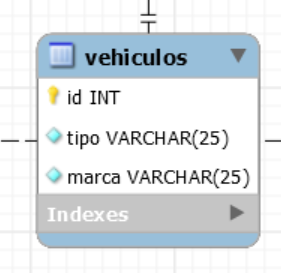 vehiculos
id INT
tipo VARCHAR(25)
marca VARCHAR(25)
Indexes